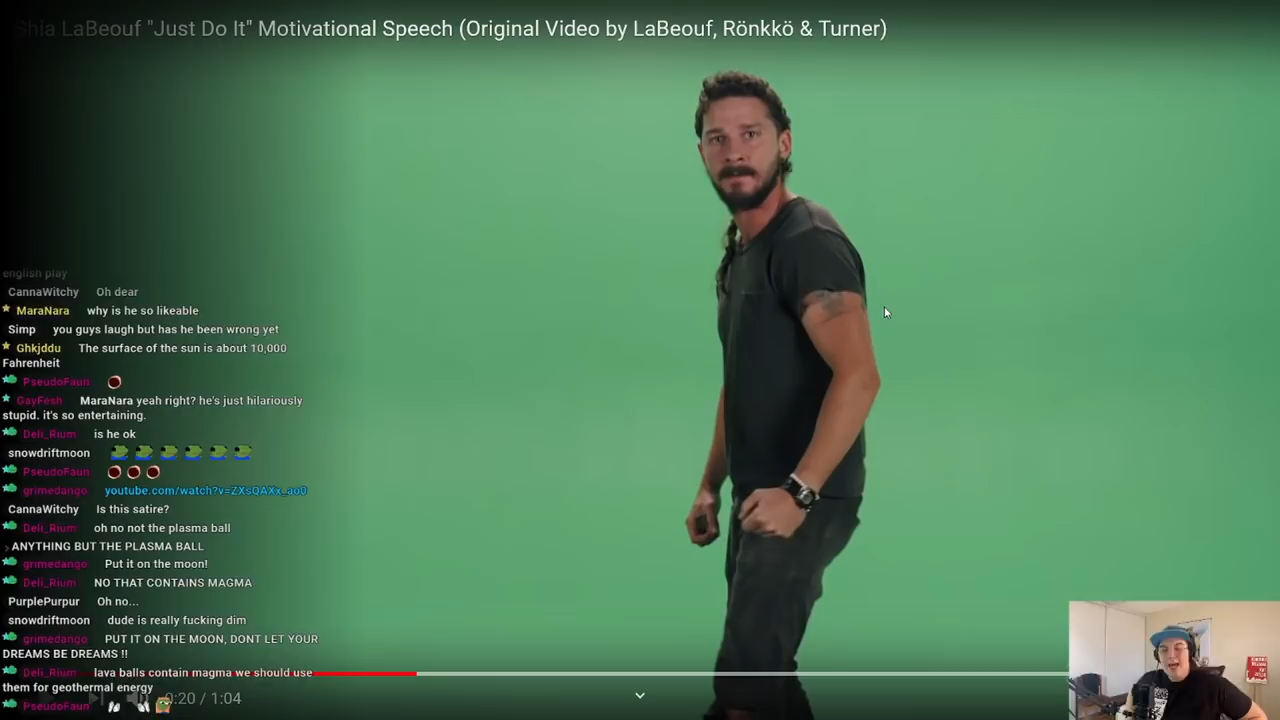 Shia LaBeouf "Just Do It" Motivational Speech (Original Video by LaBeouf, Rönkkö & Turner)
english play
CannaWitchy Oh dear
MaraNara why is he so likeable
Simp you guys laugh but has he been wrong yet
Ghkjddu The surface of the sun is about 10,000
Fahrenheit
PseudoFaun
GayFesh MaraNara yeah right? he's just hilariously
stupid. it's so entertaining.
Deli_Rium is he ok
snowdriftmoon
PseudoFaun
grimedango youtube.com/watch?v=ZXsQAXx_ao0
CannaWitchy Is this satire?
Deli_Rium oh no not the plasma ball
> ANYTHING BUT THE PLASMA BALL
grimedango Put it on the moon!
Deli_Rium NO THAT CONTAINS MAGMA
PurplePurpur Oh no...
snowdriftmoon dude is really fucking dim
grimedango PUT IT ON THE MOON, DONT LET YOUR
DREAMS BE DREAMS !!
Deli_Rium lava balls contain magma we should use
them for geothermal energy
0:20 / 1:04
PseudoFaun